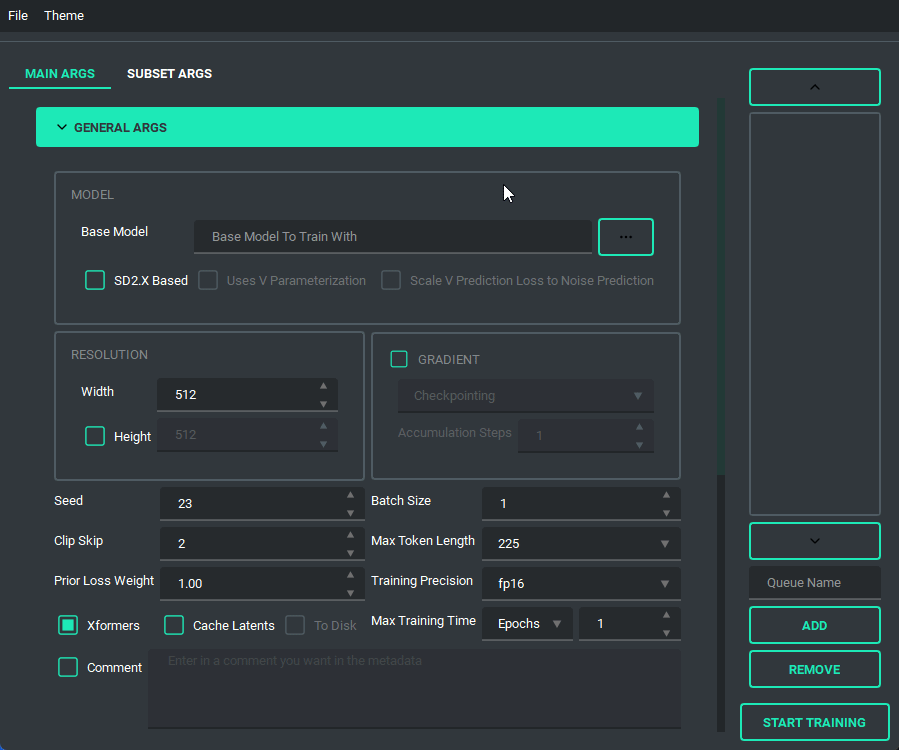 File Theme
MAIN ARGS SUBSET ARGS
GENERAL ARGS
MODEL
Base Model Base Model To Train With ...
SD2.X Based Uses V Parameterization Scale V Prediction Loss to Noise Prediction
RESOLUTION
Width 512
Height 512
GRADIENT
Checkpointing
Accumulation Steps 1
Seed 23 Batch Size 1
Clip Skip 2 Max Token Length 225
Prior Loss Weight 1.00 Training Precision fp16
Xformers Cache Latents To Disk Max Training Time Epochs 1
Comment Enter in a comment you want in the metadata
Queue Name
ADD
REMOVE
START TRAINING